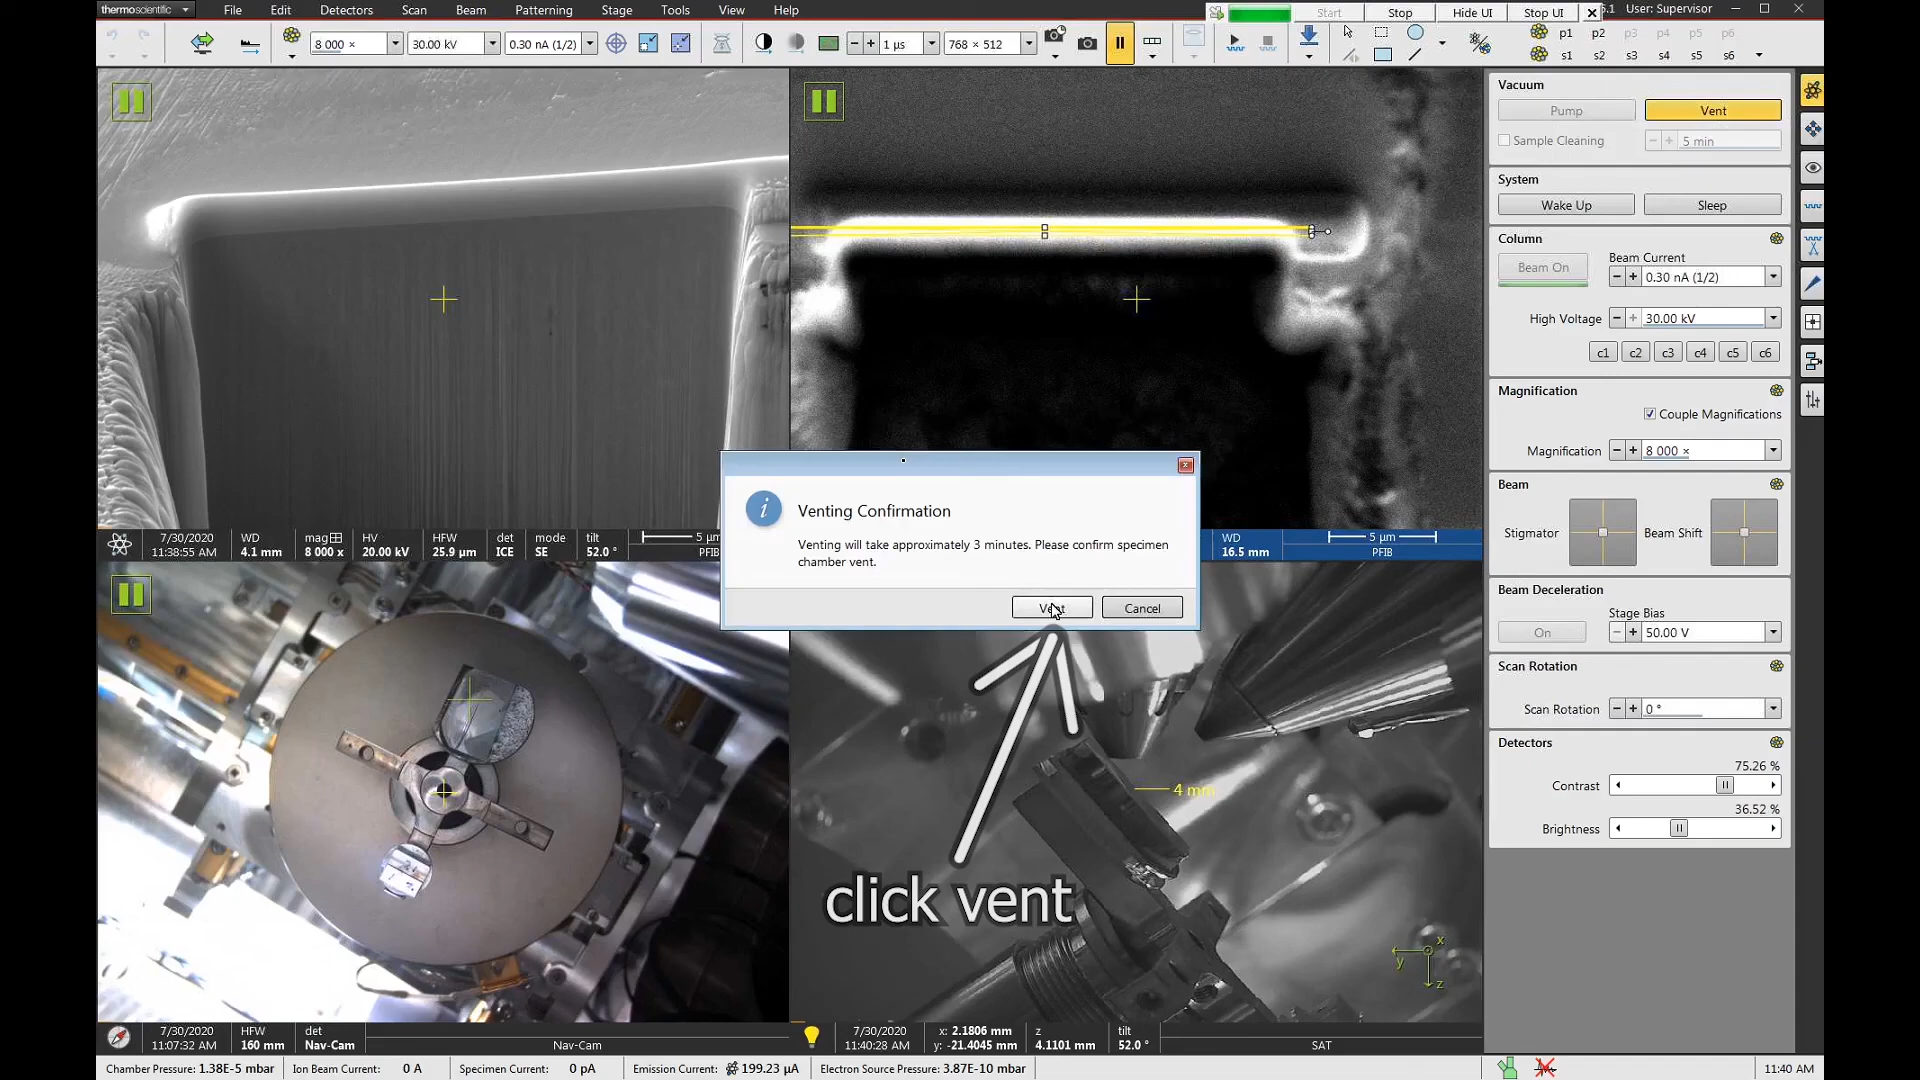 thermoscientific File Edit Detectors Scan Beam Patterning Stage Tools View Help
Start Stop Hide UI Stop UI
User: Supervisor
8 000 × 30.00 kV 0.30 nA (1/2) 1 µs 768 × 512
p1 p2 p3 p4 p5 p6
s1 s2 s3 s4 s5 s6
Vacuum
Pump Vent
Sample Cleaning 5 min
System
Wake Up Sleep
Column
Beam On
Beam Current
0.30 nA (1/2)
High Voltage 30.00 kV
c1 c2 c3 c4 c5 c6
Magnification
Couple Magnifications
Magnification 8 000 ×
Beam
Stigmator Beam Shift
Beam Deceleration
On
Stage Bias
50.00 V
Scan Rotation
Scan Rotation 0 °
Detectors
75.26 %
Contrast
36.52 %
Brightness
Venting Confirmation
Venting will take approximately 3 minutes. Please confirm specimen
chamber vent.
Vent Cancel
7/30/2020 WD mag HV HFW det mode tilt 5 µm
11:38:55 AM 4.1 mm 8 000 x 20.00 kV 25.9 µm ICE SE 52.0 ° PFIB
WD 5 µm
16.5 mm PFIB
4 mm
click vent
x
y
z
7/30/2020 HFW det
11:07:32 AM 160 mm Nav-Cam Nav-Cam
7/30/2020 x: 2.1806 mm z tilt
11:40:28 AM y: -21.4045 mm 4.1101 mm 52.0 ° SAT
Chamber Pressure: 1.38E-5 mbar Ion Beam Current: 0 A Specimen Current: 0 pA Emission Current: 199.23 µA Electron Source Pressure: 3.87E-10 mbar 11:40 AM